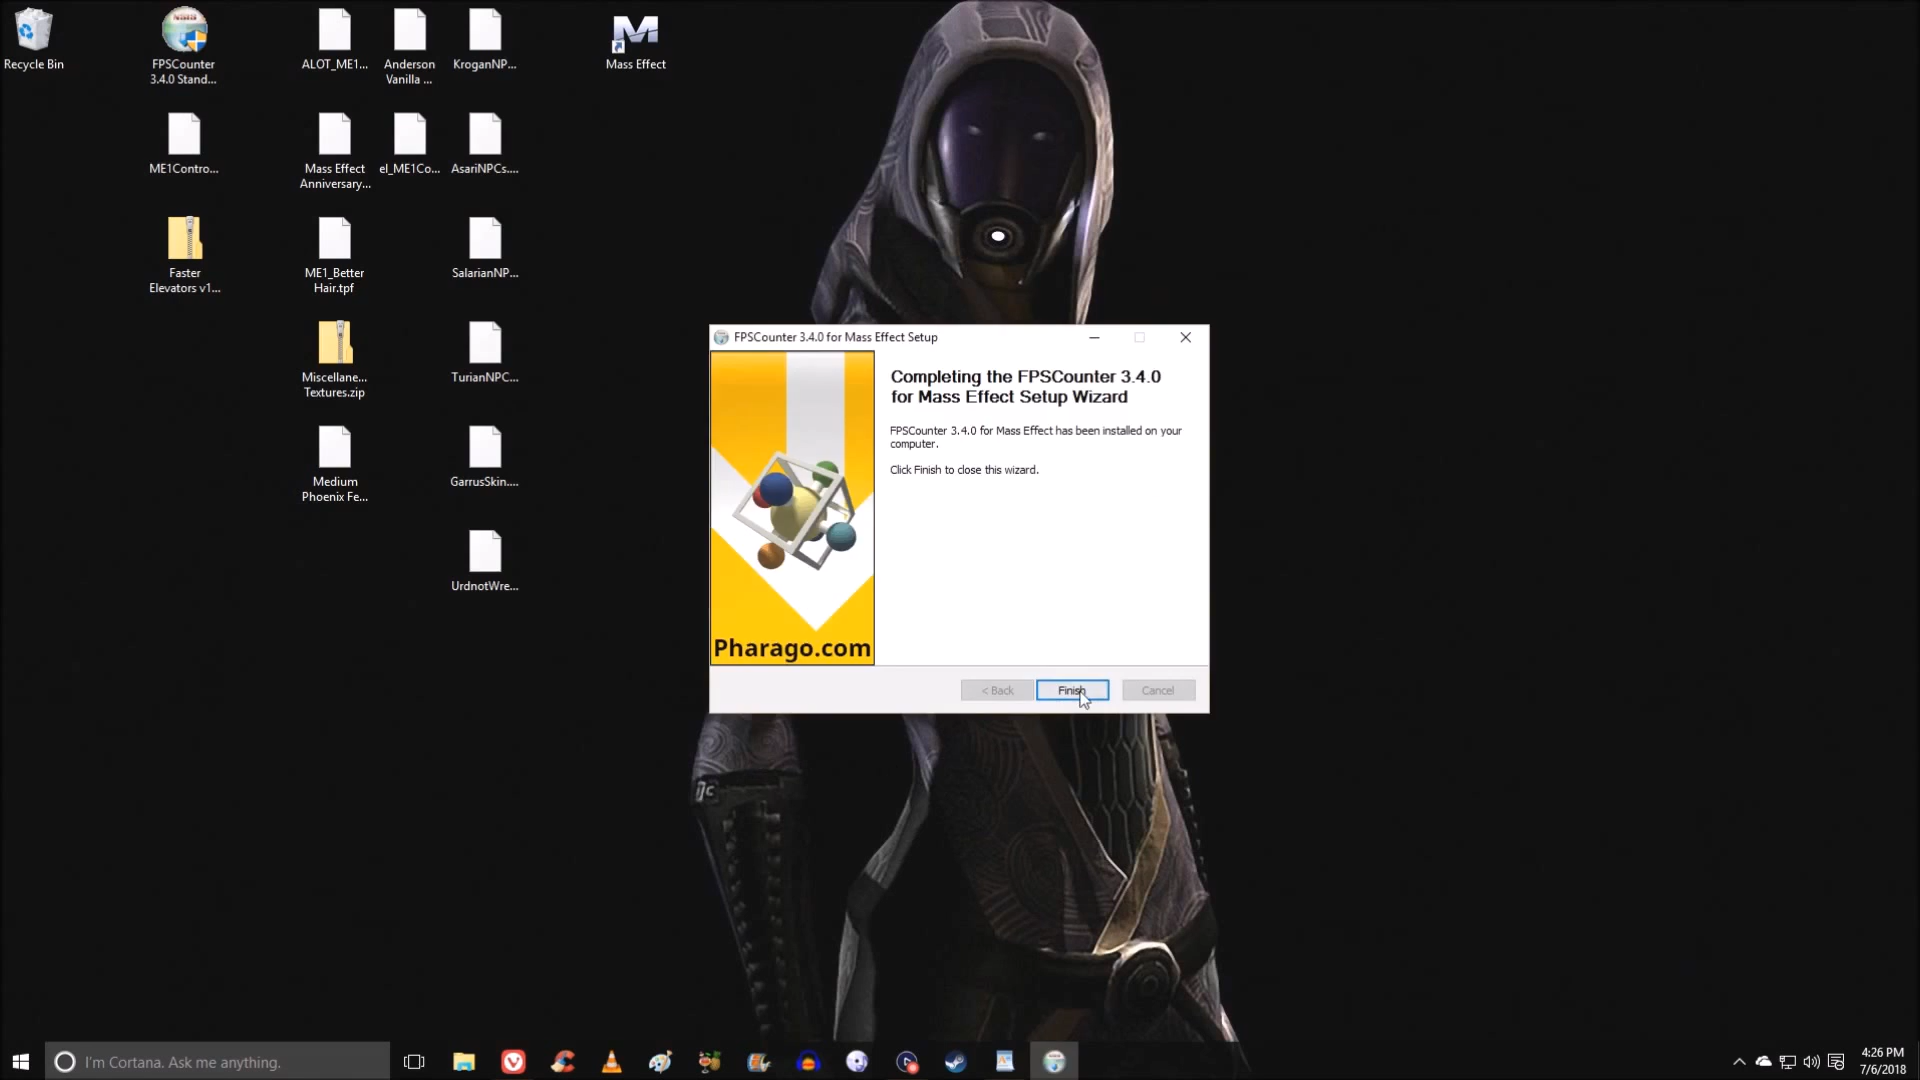 Recycle Bin
FPSCounter
3.4.0 Stand...
ALOT_ME1...
Anderson
Vanilla ...
KroganNP...
Mass Effect
ME1Contro...
Mass Effect
Anniversary...
el_ME1Co...
AsariNPCs....
Faster
Elevators v1...
ME1_Better
Hair.tpf
SalarianNP...
Miscellane...
Textures.zip
TurianNPC...
Medium
Phoenix Fe...
GarrusSkin....
UrdnotWre...
FPSCounter 3.4.0 for Mass Effect Setup
Completing the FPSCounter 3.4.0
for Mass Effect Setup Wizard
FPSCounter 3.4.0 for Mass Effect has been installed on your
computer.
Click Finish to close this wizard.
Pharago.com
< Back
Finish
Cancel
I'm Cortana. Ask me anything.
4:26 PM
7/6/2018